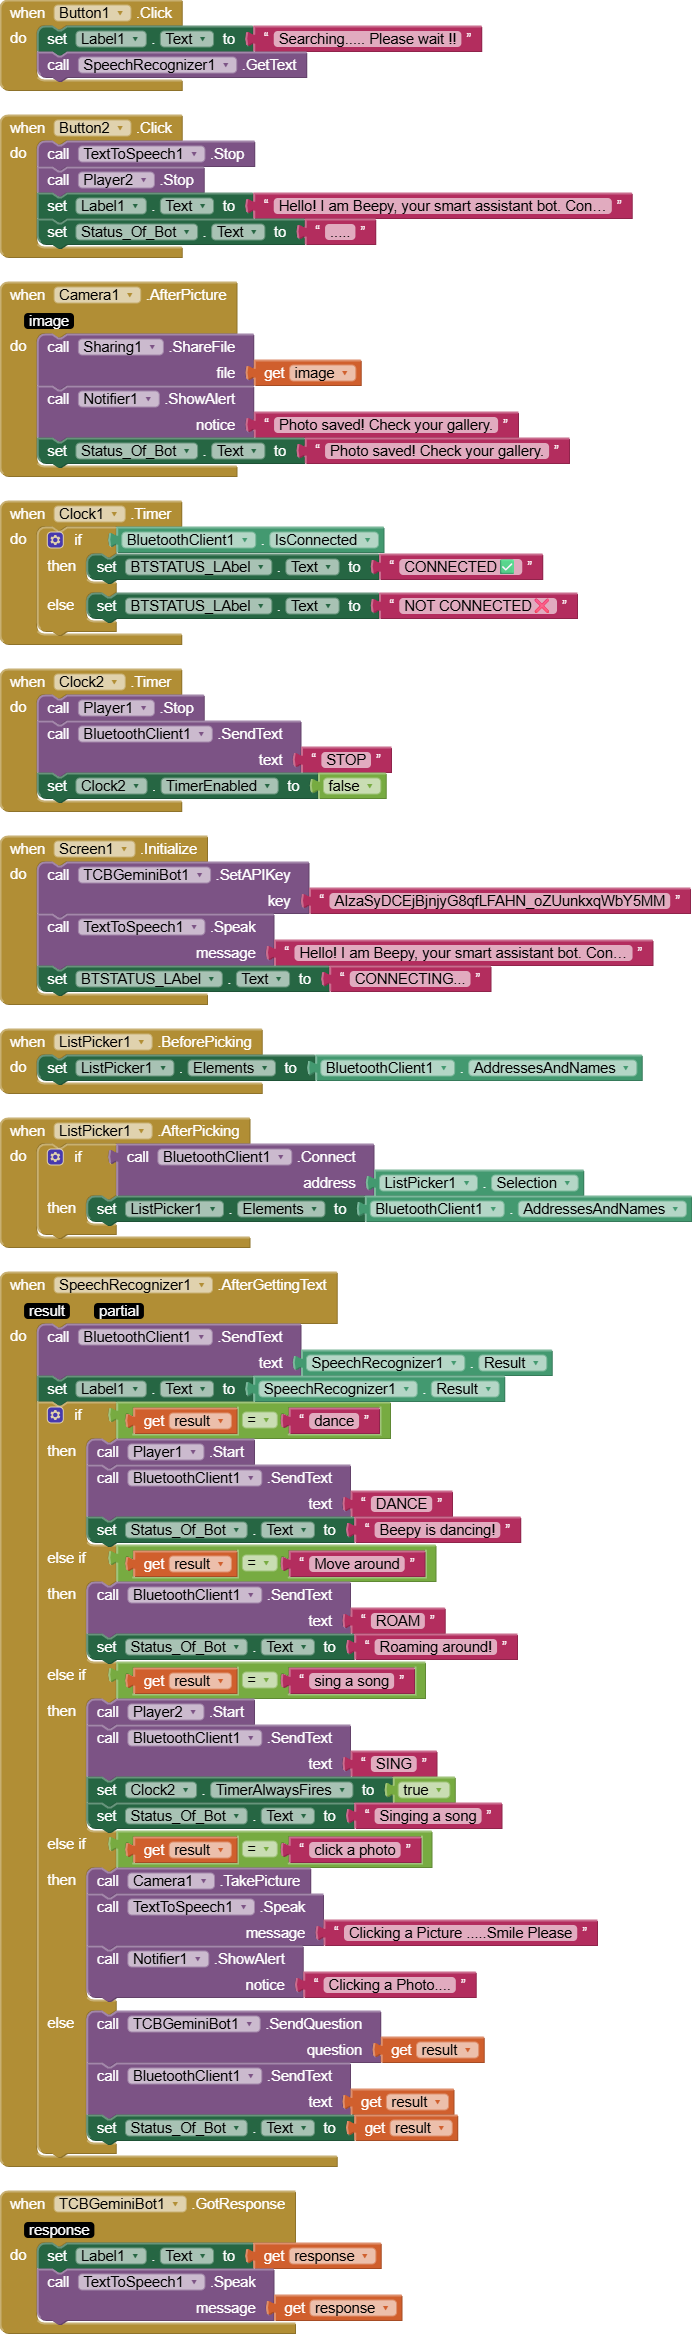 when Button1 .Click
do set Label1 . Text to “ Searching..... Please wait !! ”
call SpeechRecognizer1 .GetText
when Button2 .Click
do call TextToSpeech1 .Stop
call Player2 .Stop
set Label1 . Text to “ Hello! I am Beepy, your smart assistant bot. Con... ”
set Status_Of_Bot . Text to “ ..... ”
when Camera1 .AfterPicture
image
do call Sharing1 .ShareFile
file get image
call Notifier1 .ShowAlert
notice “ Photo saved! Check your gallery. ”
set Status_Of_Bot . Text to “ Photo saved! Check your gallery. ”
when Clock1 .Timer
do if BluetoothClient1 . IsConnected
then set BTSTATUS_LAbel . Text to “ CONNECTED✅ ”
else set BTSTATUS_LAbel . Text to “ NOT CONNECTED❌ ”
when Clock2 .Timer
do call Player1 .Stop
call BluetoothClient1 .SendText
text “ STOP ”
set Clock2 . TimerEnabled to false
when Screen1 .Initialize
do call TCBGeminiBot1 .SetAPIKey
key “ AIzaSyDCEjBjnjyG8qfLFAHN_oZUunkxqWbY5MM
call TextToSpeech1 .Speak
message “ Hello! I am Beepy, your smart assistant bot. Con... ”
set BTSTATUS_LAbel . Text to “ CONNECTING... ”
when ListPicker1 .BeforePicking
do set ListPicker1 . Elements to BluetoothClient1 . AddressesAndNames
when ListPicker1 .AfterPicking
do if call BluetoothClient1 .Connect
address ListPicker1 . Selection
then set ListPicker1 . Elements to BluetoothClient1 . AddressesAndNames
when SpeechRecognizer1 .AfterGettingText
result partial
do call BluetoothClient1 .SendText
text SpeechRecognizer1 . Result
set Label1 . Text to SpeechRecognizer1 . Result
if get result = “ dance ”
then call Player1 .Start
call BluetoothClient1 .SendText
text “ DANCE ”
set Status_Of_Bot . Text to “ Beepy is dancing! ”
else if get result = “ Move around ”
then call BluetoothClient1 .SendText
text “ ROAM ”
set Status_Of_Bot . Text to “ Roaming around! ”
else if get result = “ sing a song ”
then call Player2 .Start
call BluetoothClient1 .SendText
text “ SING ”
set Clock2 . TimerAlwaysFires to true
set Status_Of_Bot . Text to “ Singing a song ”
else if get result = “ click a photo ”
then call Camera1 .TakePicture
call TextToSpeech1 .Speak
message “ Clicking a Picture .....Smile Please ”
call Notifier1 .ShowAlert
notice “ Clicking a Photo.... ”
else call TCBGeminiBot1 .SendQuestion
question get result
call BluetoothClient1 .SendText
text get result
set Status_Of_Bot . Text to get result
when TCBGeminiBot1 .GotResponse
response
do set Label1 . Text to get response
call TextToSpeech1 .Speak
message get response